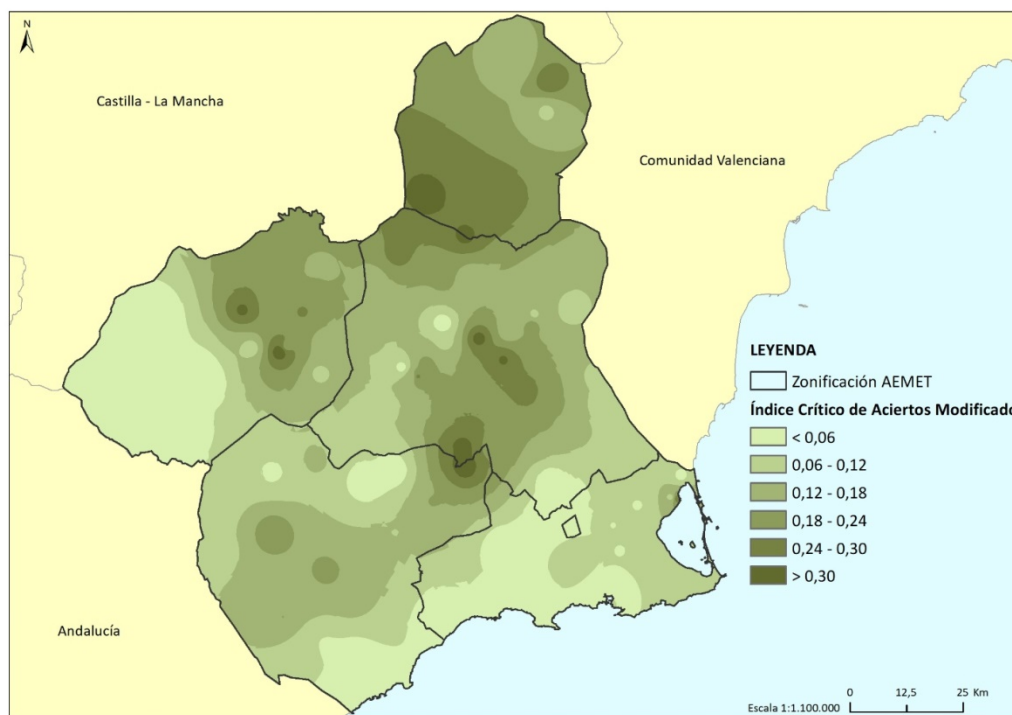 N
Castilla - La Mancha
Comunidad Valenciana
Andalucía
LEYENDA
Zonificación AEMET
Índice Crítico de Aciertos Modificado
< 0,06
0,06 - 0,12
0,12 - 0,18
0,18 - 0,24
0,24 - 0,30
> 0,30
0 12,5 25 Km
Escala 1:1.100.000